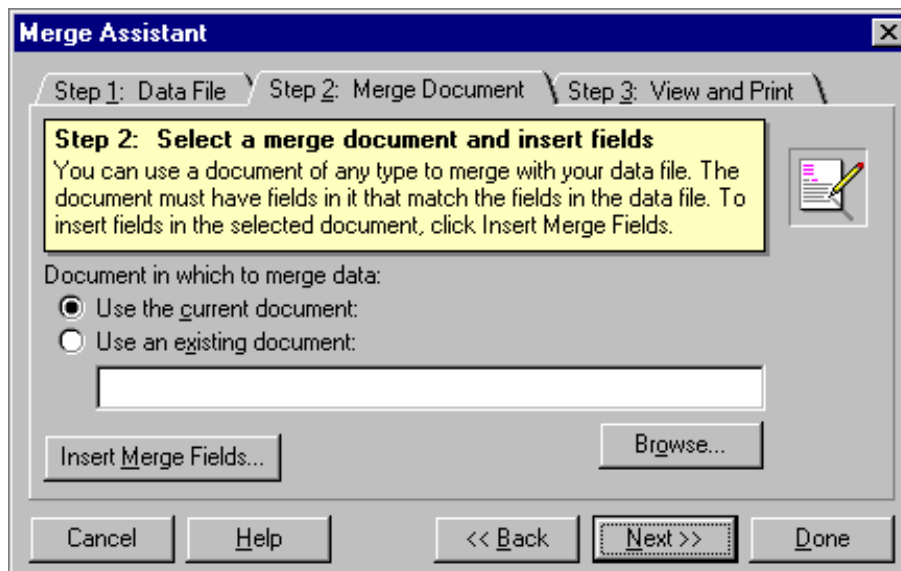 Merge Assistant
Step 1: Data File
Step 2: Merge Document
Step 3: View and Print
Step 2: Select a merge document and insert fields
You can use a document of any type to merge with your data file. The
document must have fields in it that match the fields in the data file. To
insert fields in the selected document, click Insert Merge Fields.
Document in which to merge data:
Use the current document:
Use an existing document:
Insert Merge Fields...
Browse...
Cancel
Help
<< Back
Next >>
Done